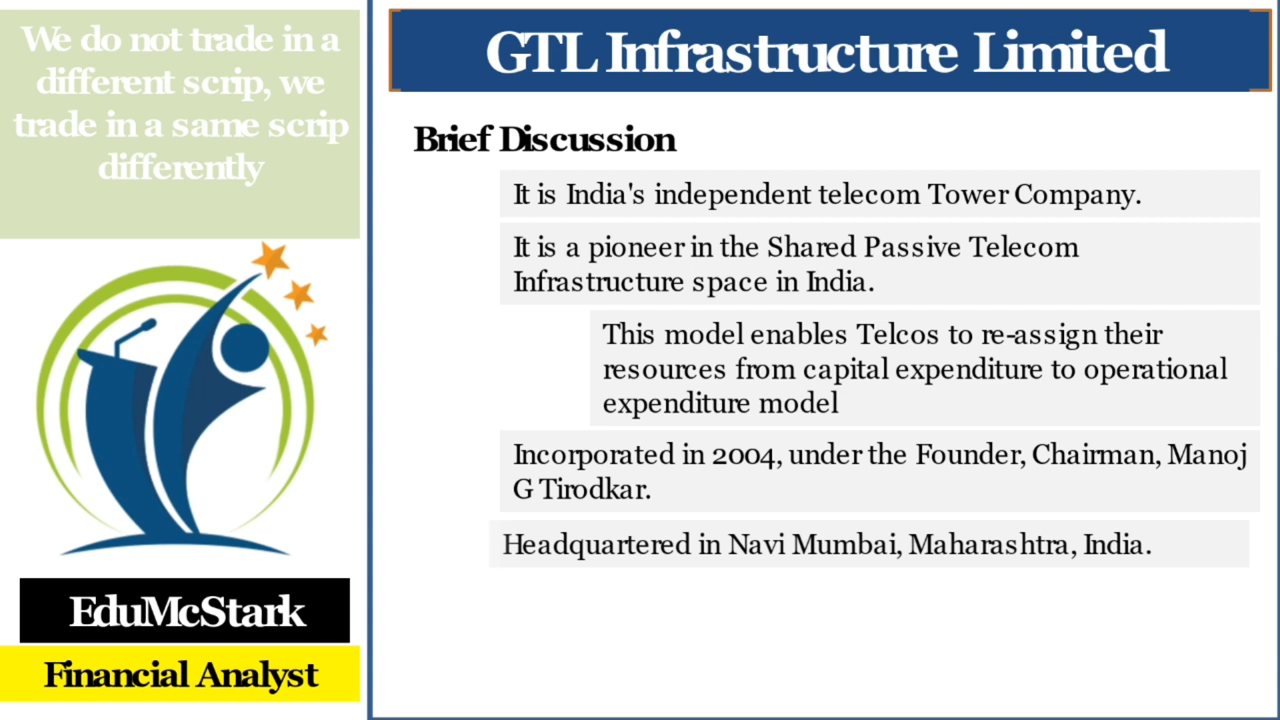 We do not trade in a
different scrip, we
trade in a same scrip
differently
EduMcStark
Financial Analyst
GTL Infrastructure Limited
Brief Discussion
It is India's independent telecom Tower Company.
It is a pioneer in the Shared Passive Telecom
Infrastructure space in India.
This model enables Telcos to re-assign their
resources from capital expenditure to operational
expenditure model
Incorporated in 2004, under the Founder, Chairman, Manoj
G Tirodkar.
Headquartered in Navi Mumbai, Maharashtra, India.